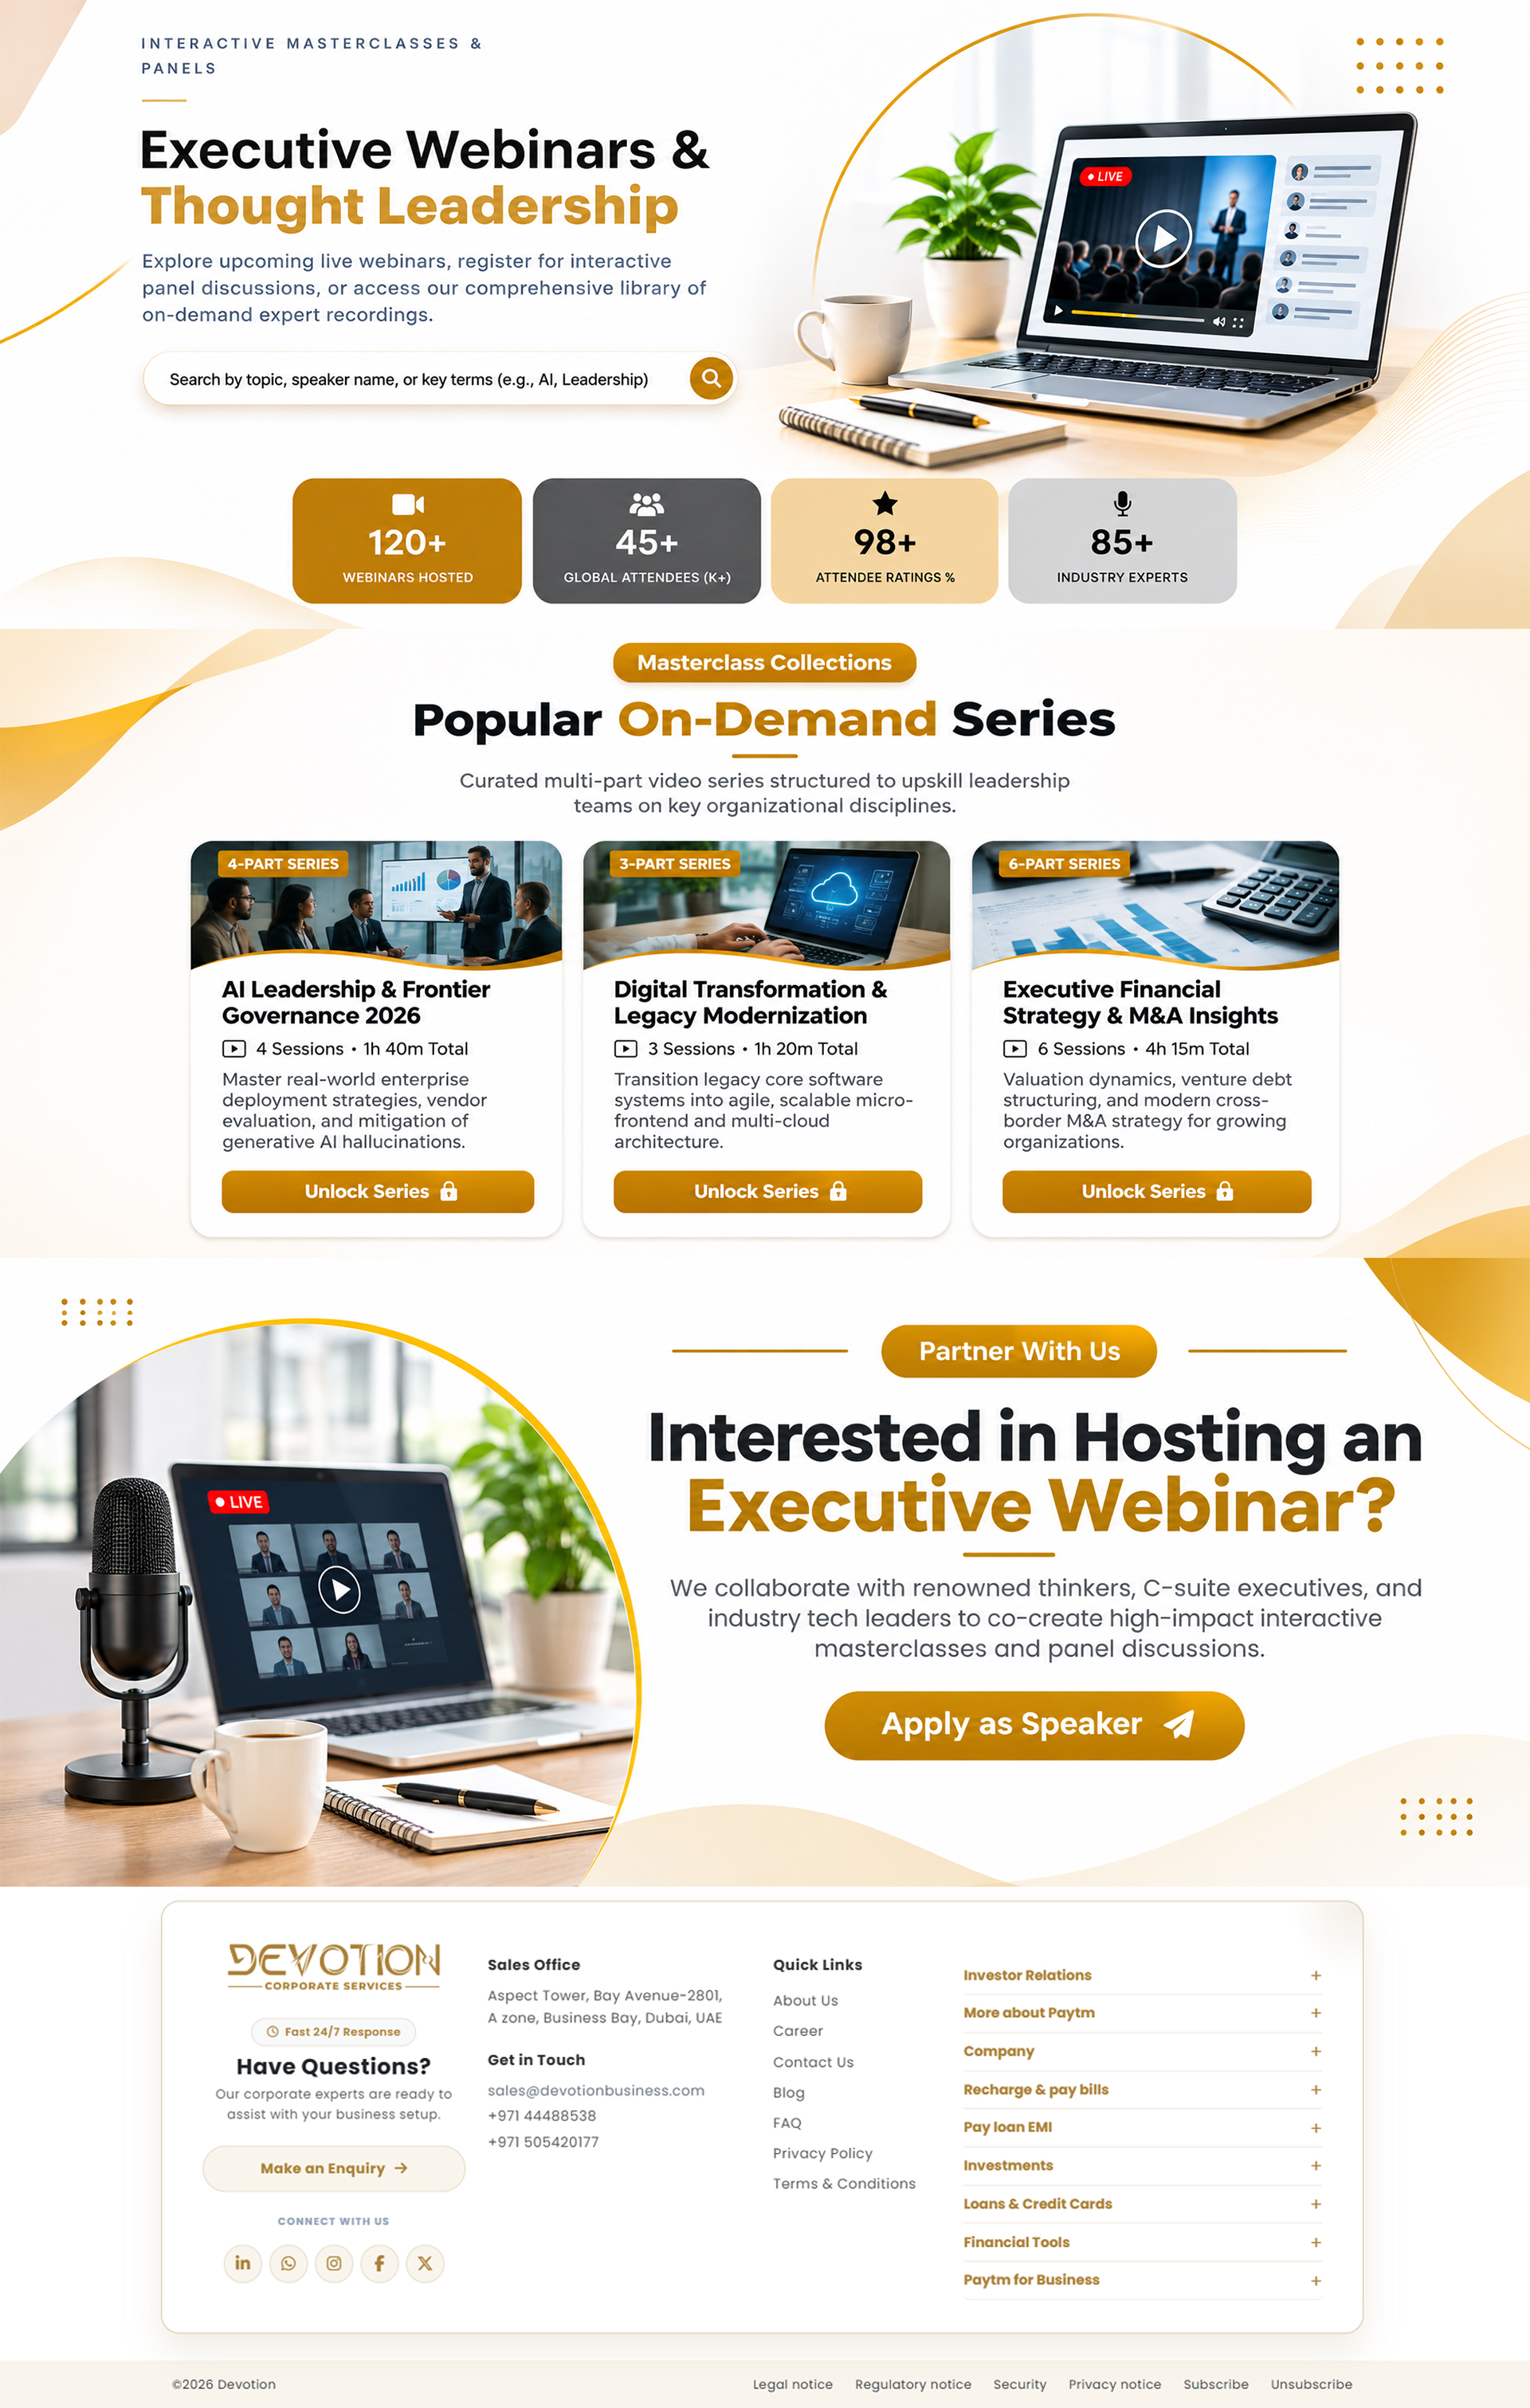 INTERACTIVE MASTERCLASSES &
PANELS
Executive Webinars &
Thought Leadership
Explore upcoming live webinars, register for interactive
panel discussions, or access our comprehensive library of
on-demand expert recordings.
Search by topic, speaker name, or key terms (e.g., AI, Leadership)
LIVE
120+
WEBINARS HOSTED
45+
GLOBAL ATTENDEES (K+)
98+
ATTENDEE RATINGS %
85+
INDUSTRY EXPERTS
Masterclass Collections
Popular On-Demand Series
Curated multi-part video series structured to upskill leadership
teams on key organizational disciplines.
4-PART SERIES
AI Leadership & Frontier
Governance 2026
4 Sessions • 1h 40m Total
Master real-world enterprise
deployment strategies, vendor
evaluation, and mitigation of
generative AI hallucinations.
Unlock Series
3-PART SERIES
Digital Transformation &
Legacy Modernization
3 Sessions • 1h 20m Total
Transition legacy core software
systems into agile, scalable micro-
frontend and multi-cloud
architecture.
Unlock Series
6-PART SERIES
Executive Financial
Strategy & M&A Insights
6 Sessions • 4h 15m Total
Valuation dynamics, venture debt
structuring, and modern cross-
border M&A strategy for growing
organizations.
Unlock Series
LIVE
Partner With Us
Interested in Hosting an
Executive Webinar?
We collaborate with renowned thinkers, C-suite executives, and
industry tech leaders to co-create high-impact interactive
masterclasses and panel discussions.
Apply as Speaker
DEVOTION
CORPORATE SERVICES
Fast 24/7 Response
Have Questions?
Our corporate experts are ready to
assist with your business setup.
Make an Enquiry →
CONNECT WITH US
Sales Office
Aspect Tower, Bay Avenue-2801,
A zone, Business Bay, Dubai, UAE
Get in Touch
sales@devotionbusiness.com
+971 44488538
+971 505420177
Quick Links
About Us
Career
Contact Us
Blog
FAQ
Privacy Policy
Terms & Conditions
Investor Relations +
More about Paytm +
Company +
Recharge & pay bills +
Pay loan EMI +
Investments +
Loans & Credit Cards +
Financial Tools +
Paytm for Business +
©2026 Devotion
Legal notice Regulatory notice Security Privacy notice Subscribe Unsubscribe